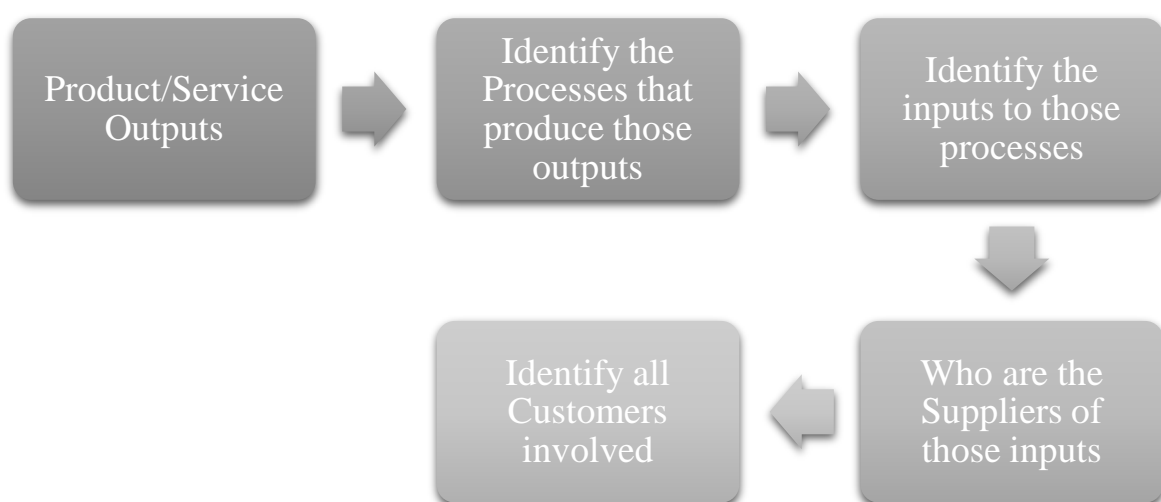 Product/Service
Outputs
Identify the
Processes that
produce those
outputs
Identify the
inputs to those
processes
Who are the
Suppliers of
those inputs
Identify all
Customers
involved